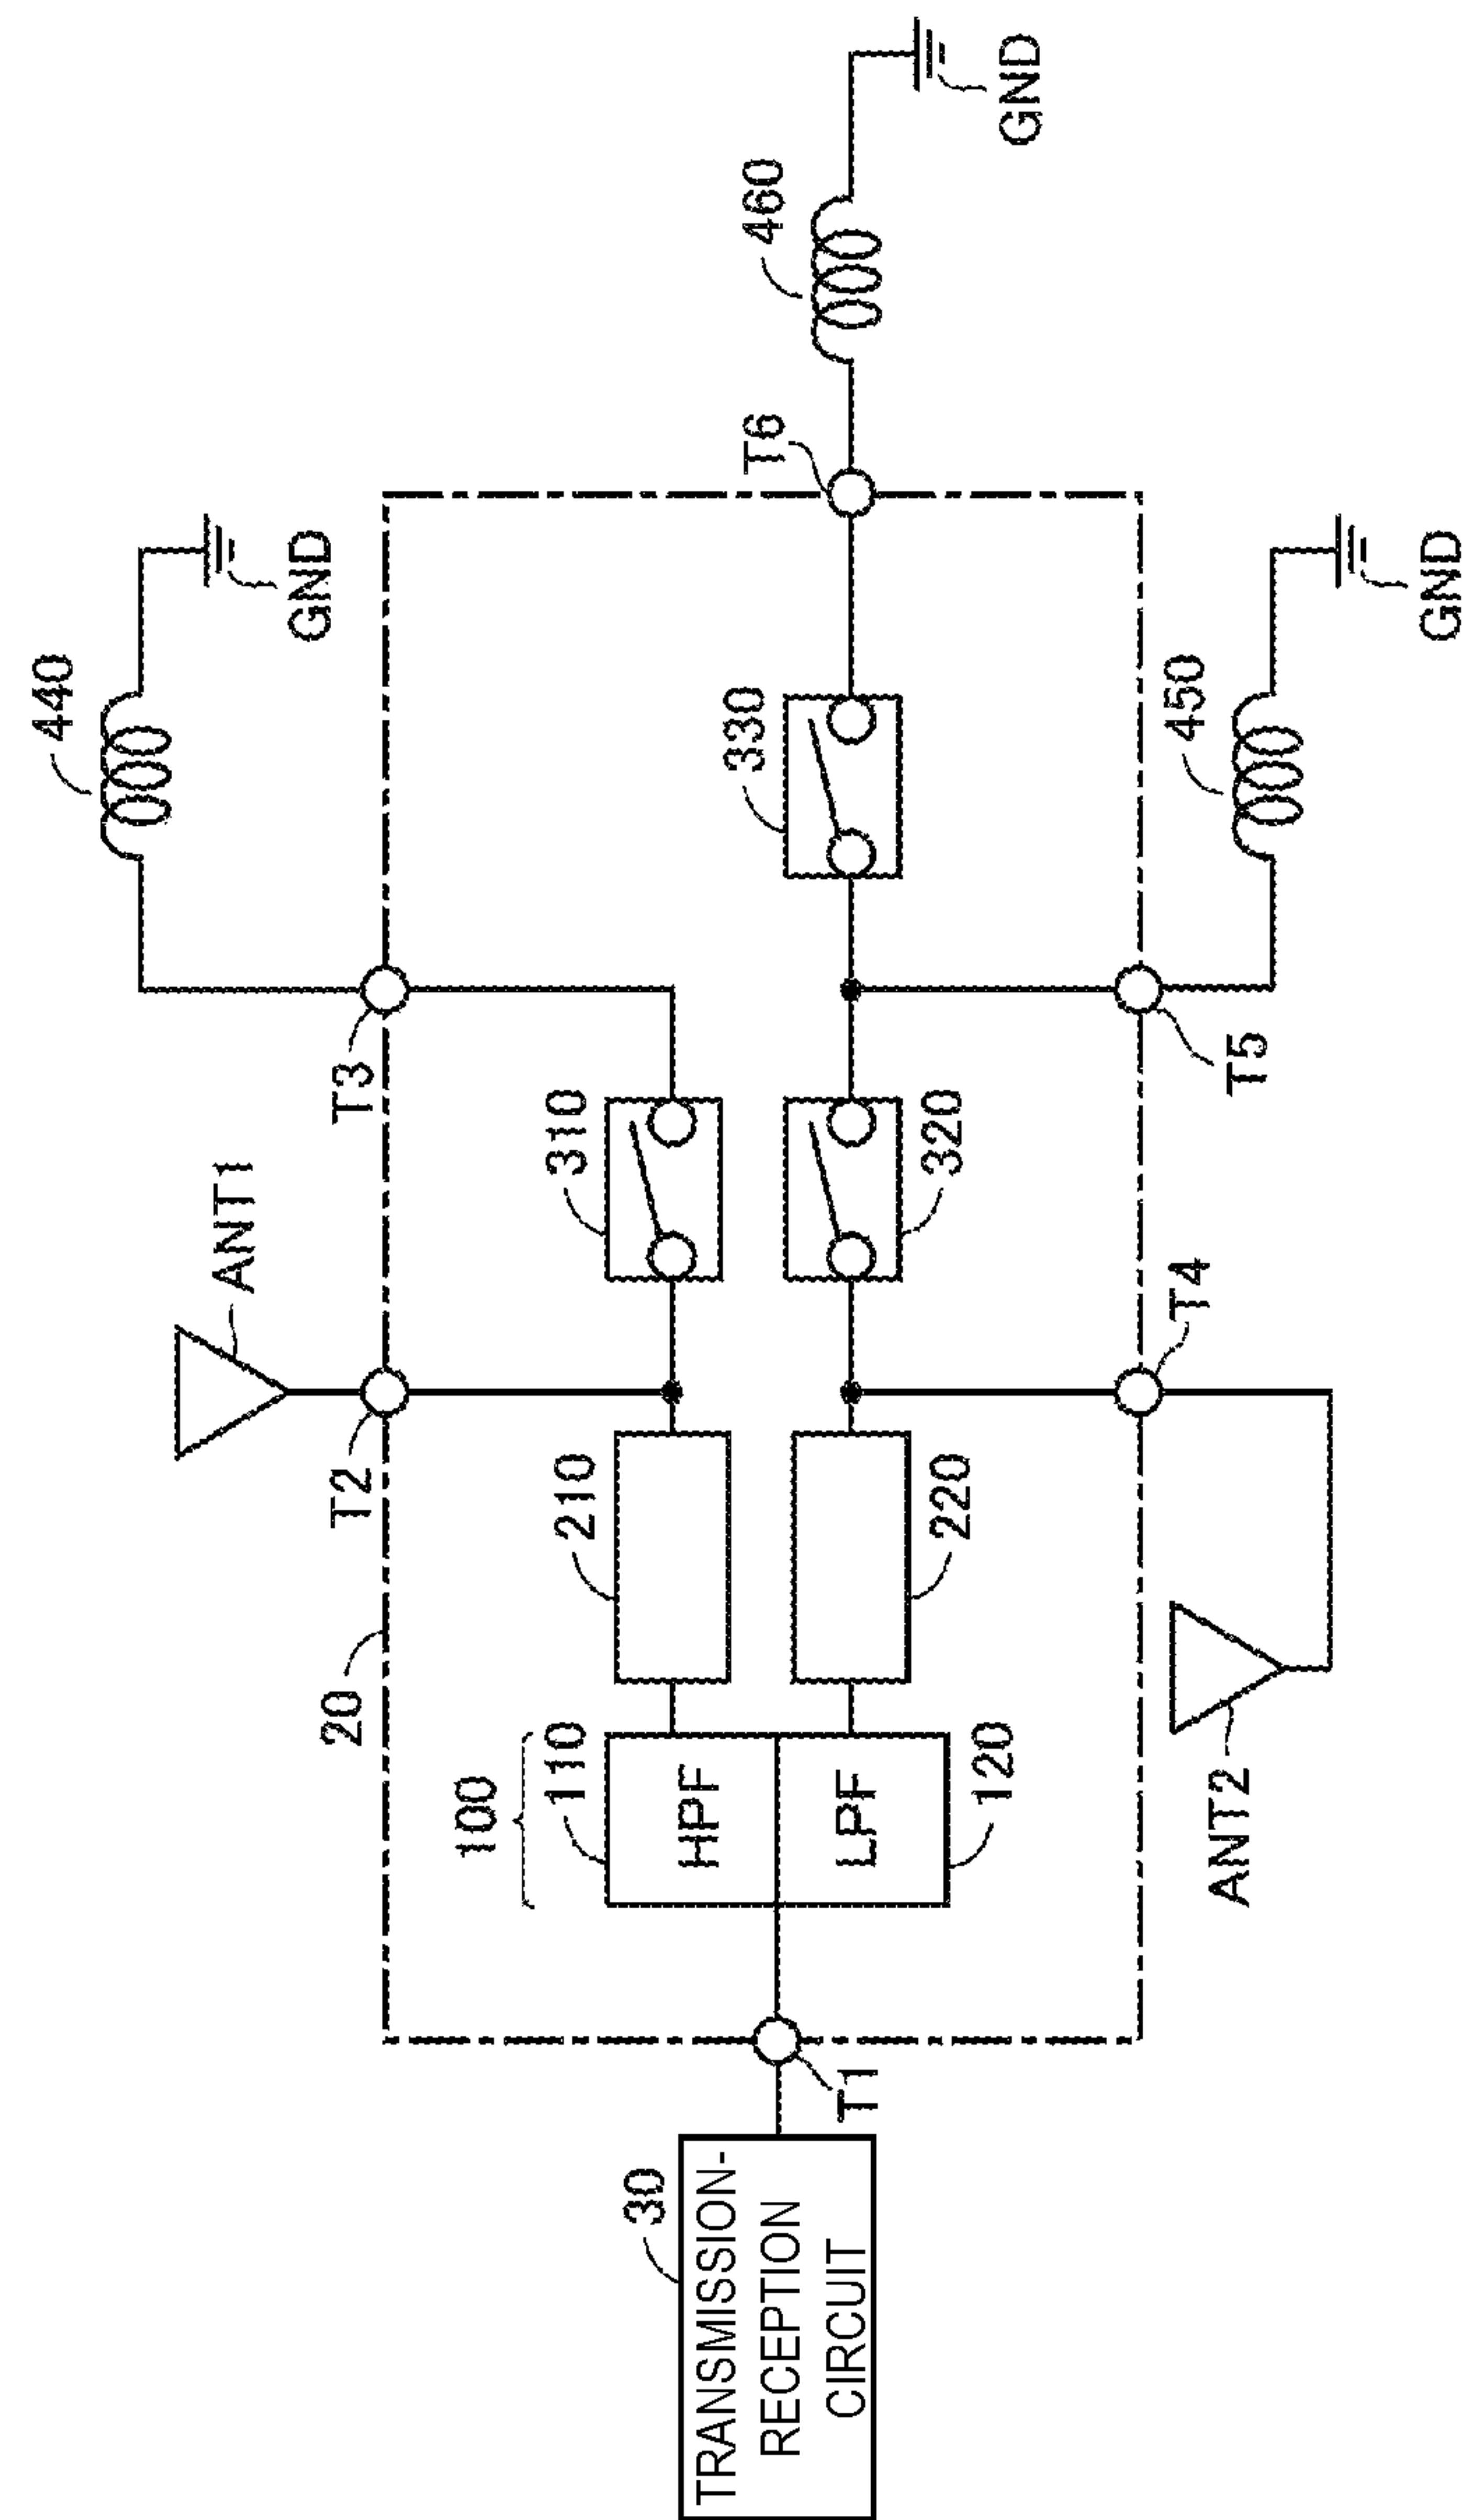 30
TRANSMISSION-
RECEPTION
CIRCUIT
T1
20
100
110
HPF
LPF
120
210
220
T2
ANT1
T4
ANT2
310
320
T3
T5
330
440
GND
450
GND
T6
460
GND